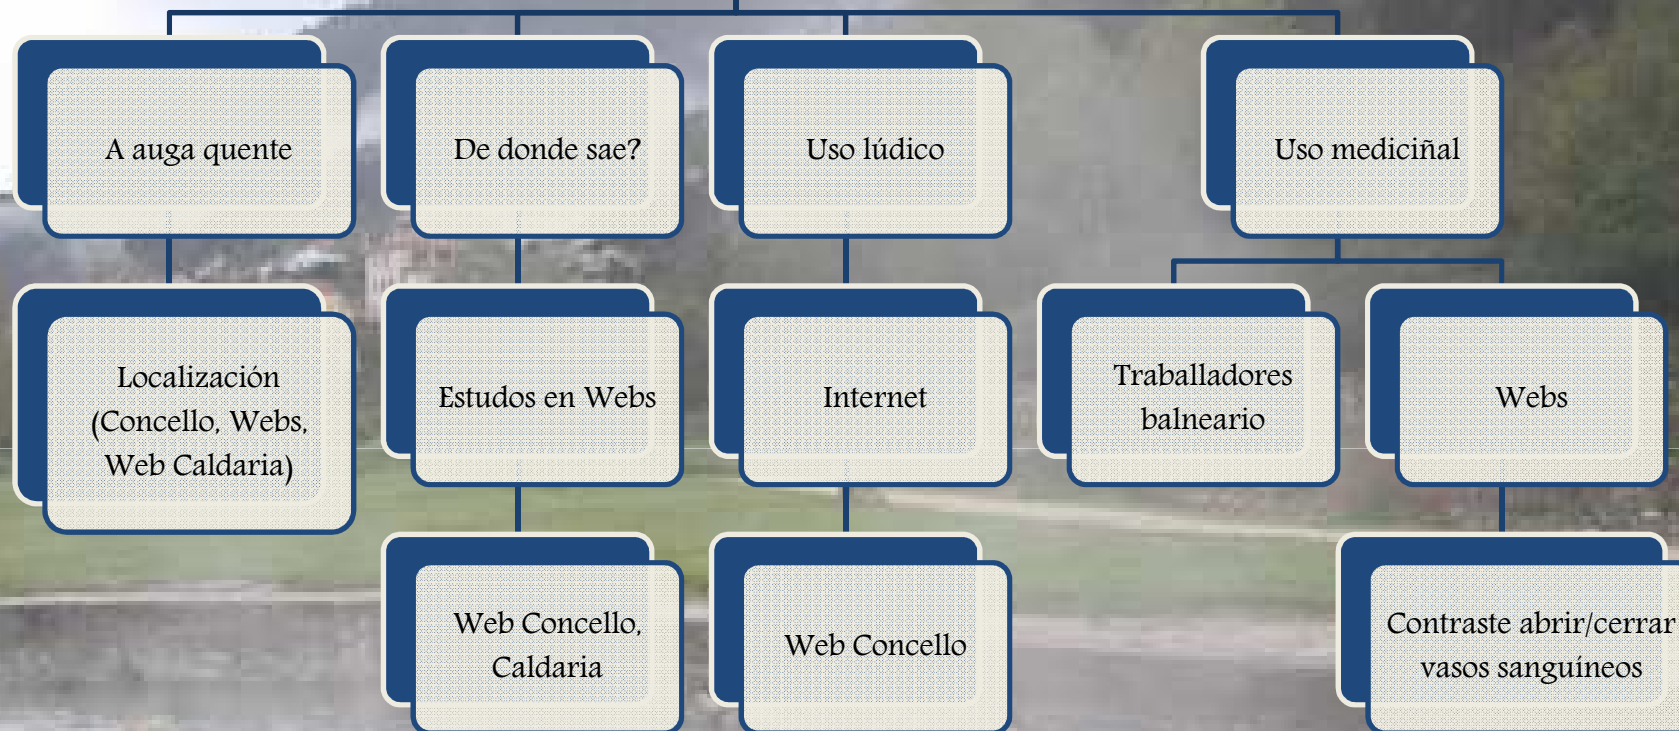 A auga quente
De donde sae?
Uso lúdico
Uso mediciñal
Localización
(Concello, Webs,
Web Caldaria)
Estudos en Webs
Internet
Traballadores
balneario
Webs
Web Concello,
Caldaria
Web Concello
Contraste abrir/cerrar
vasos sanguíneos